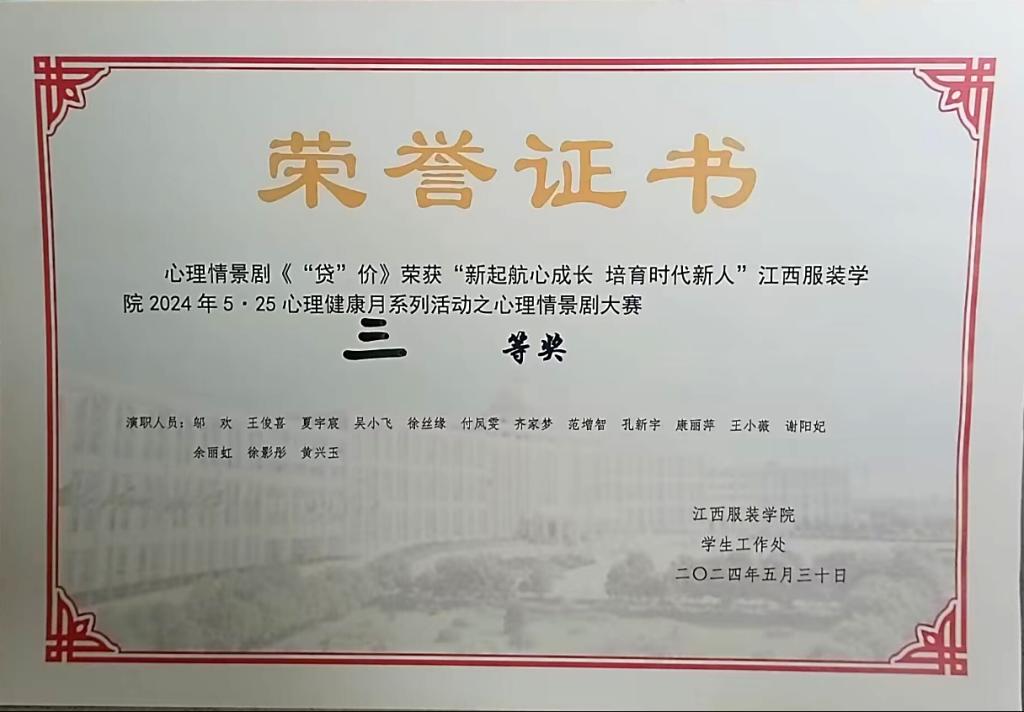 荣誉证书
心理情景剧《“贷”价》荣获“新起航心成长 培育时代新人”江西服装学
院2024年5·25心理健康月系列活动之心理情景剧大赛
三 等奖
演职人员：邬 欢 王俊喜 夏宇宸 吴小飞 徐丝缘 付凤雯 齐家梦 范增智 孔新宇 康丽萍 王小薇 谢阳妃
余丽虹 徐影彤 黄兴玉
江西服装学院
学生工作处
二〇二四年五月三十日